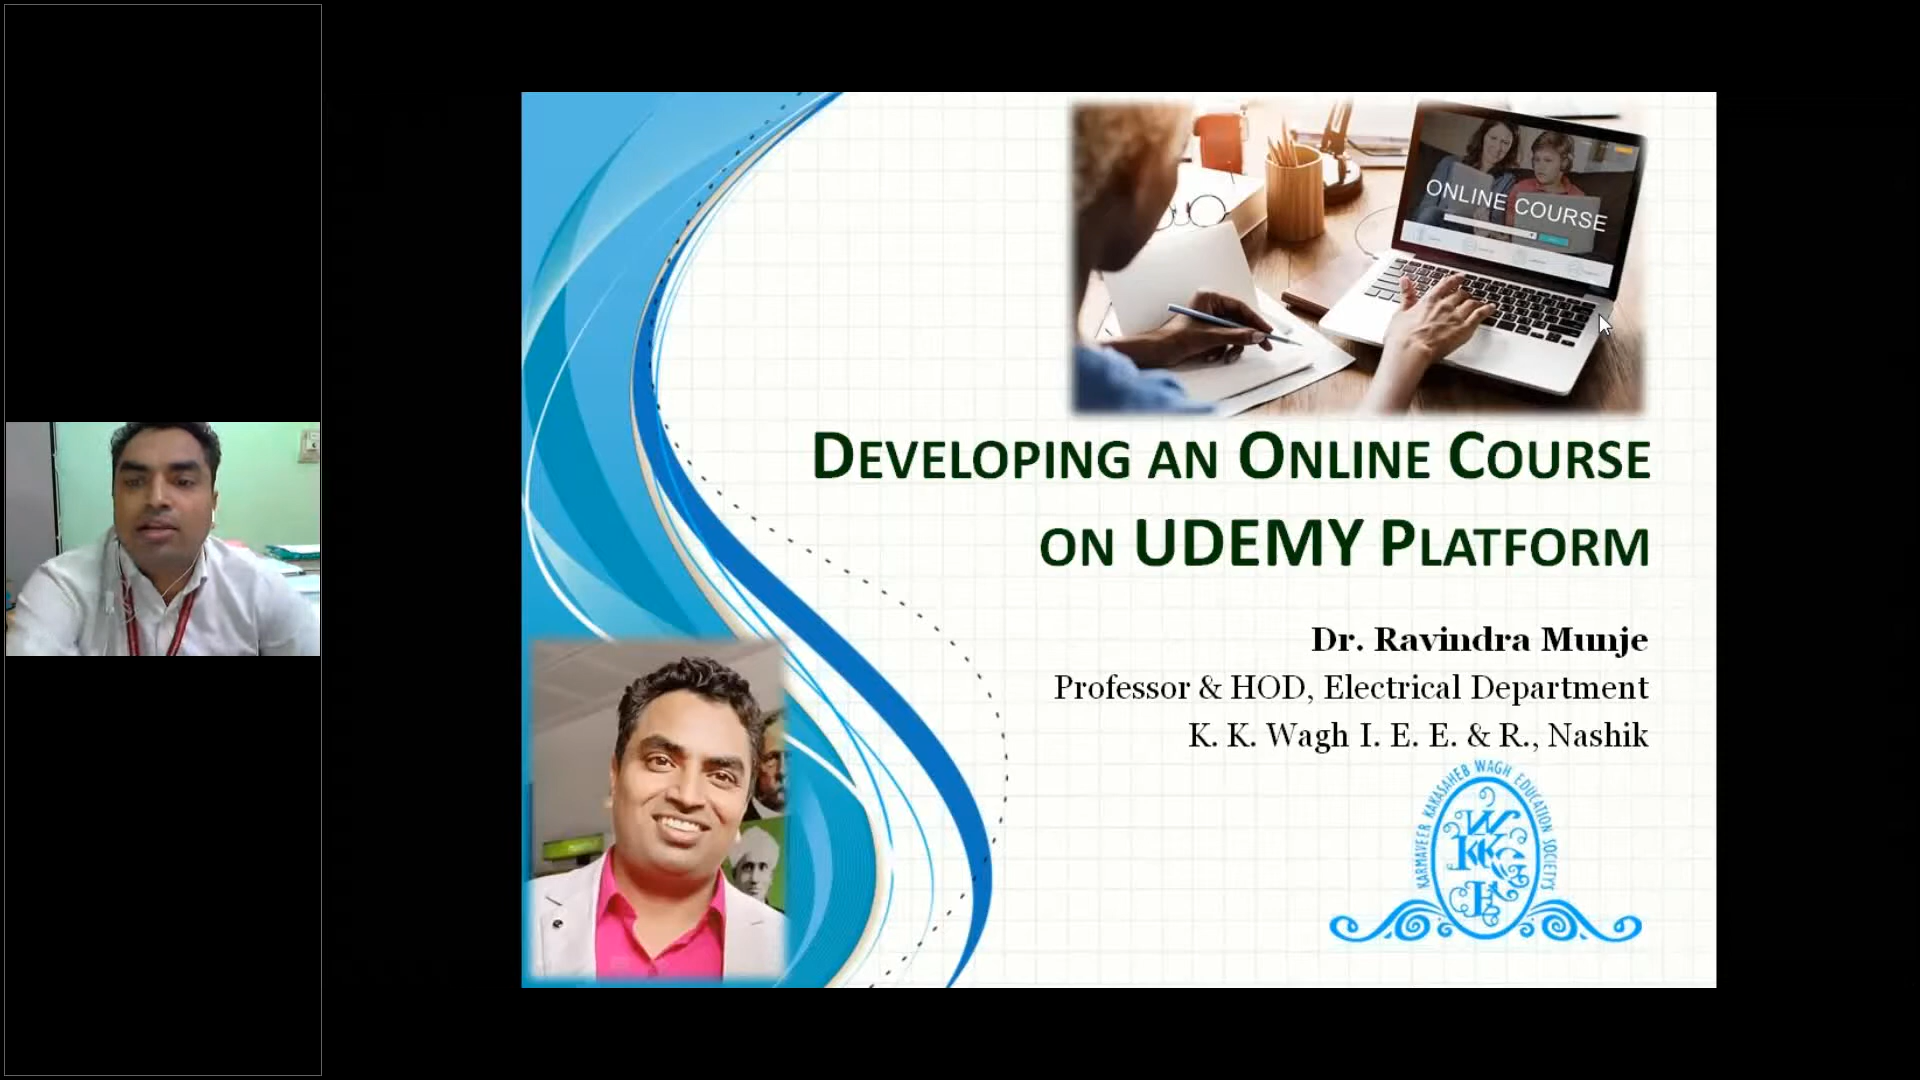 ONLINE COURSE
DEVELOPING AN ONLINE COURSE
ON UDEMY PLATFORM
Dr. Ravindra Munje
Professor & HOD, Electrical Department
K. K. Wagh I. E. E. & R., Nashik
KARMAVEER KAKASAHEB WAGH EDUCATION SOCIETY'S